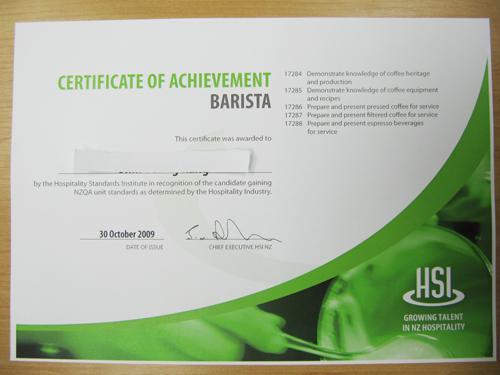 CERTIFICATE OF ACHIEVEMENT
BARISTA
This certificate was awarded to
by the Hospitality Standards Institute in recognition of the candidate gaining
NZQA unit standards as determined by the Hospitality Industry.
30 October 2009
DATE OF ISSUE
CHIEF EXECUTIVE HSI NZ
17284 Demonstrate knowledge of coffee heritage
and production
17285 Demonstrate knowledge of coffee equipment
and recipes
17286 Prepare and present pressed coffee for service
17287 Prepare and present filtered coffee for service
17288 Prepare and present espresso beverages
for service
HSI
GROWING TALENT
IN NZ HOSPITALITY